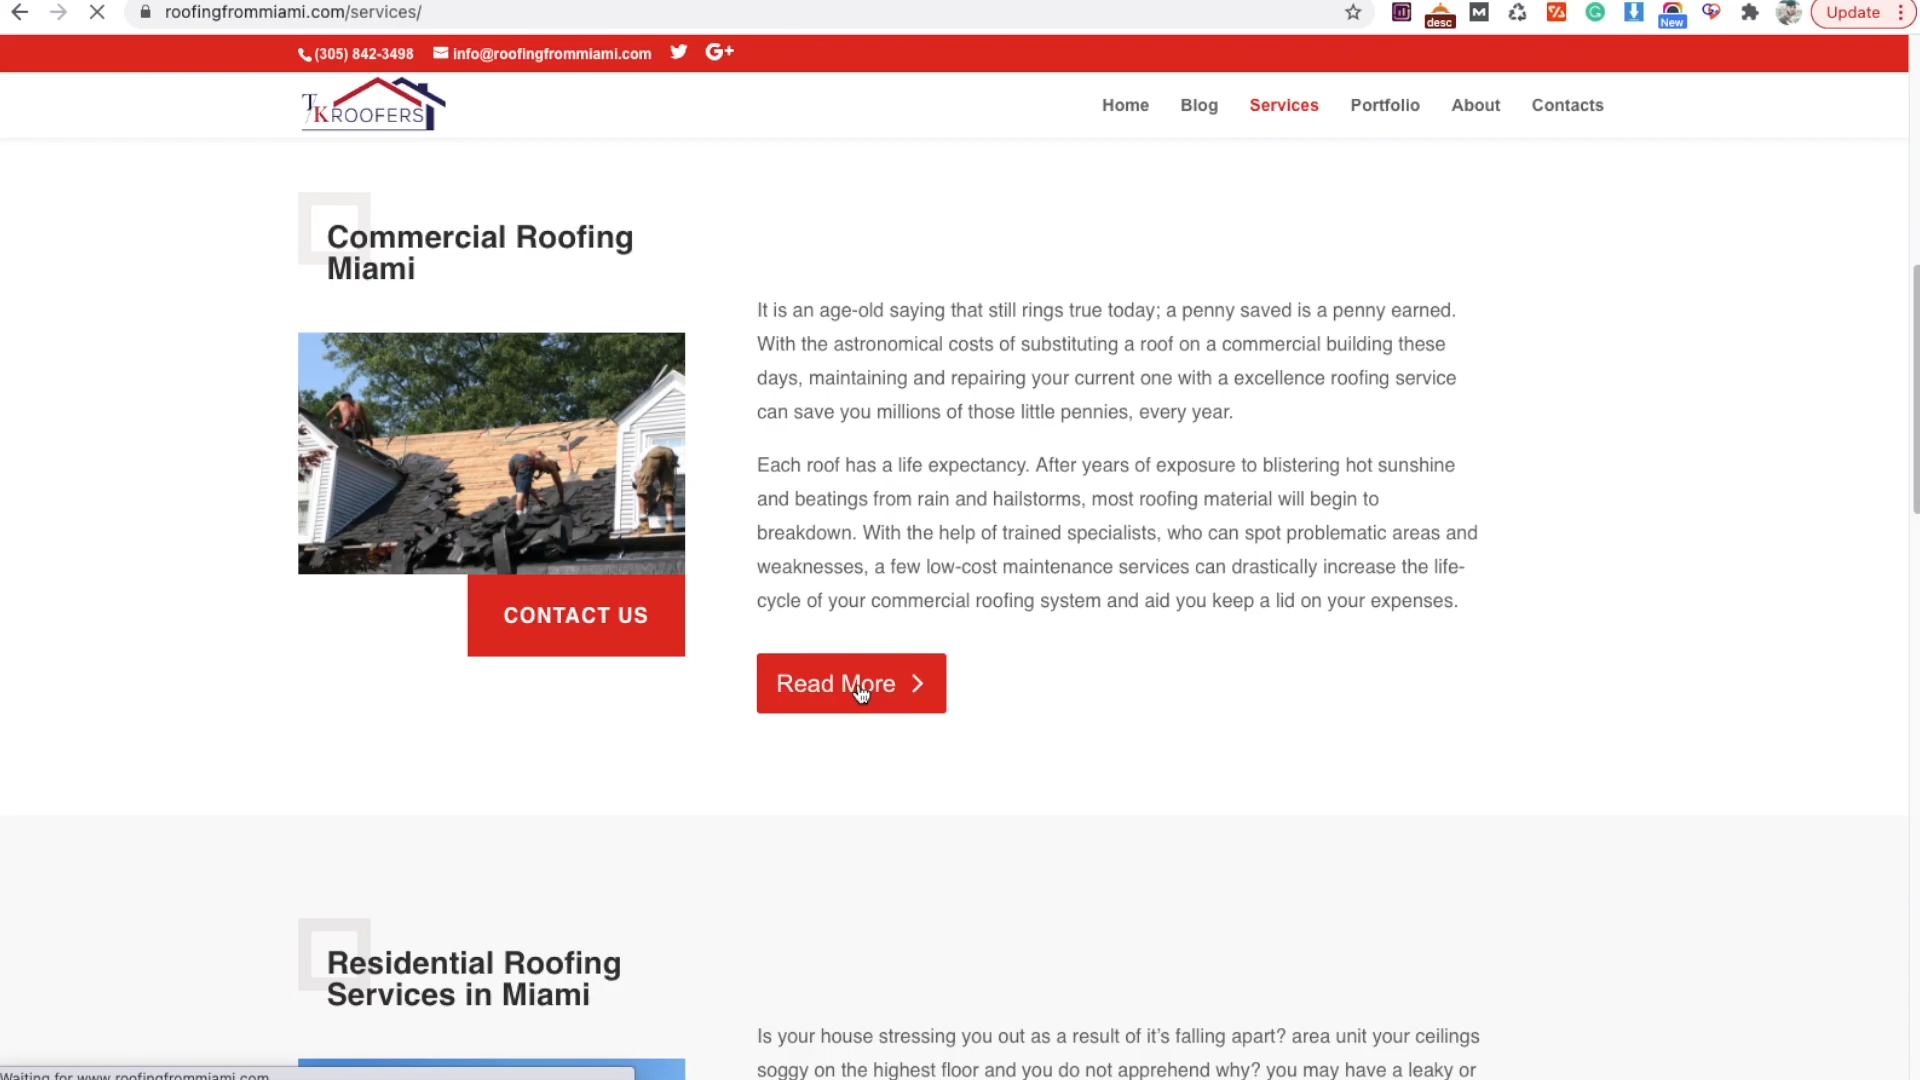 roofingfrommiami.com/services/
desc
New
Update
(305) 842-3498 info@roofingfrommiami.com G+
TKROOFERS
Home Blog Services Portfolio About Contacts
Commercial Roofing
Miami
It is an age-old saying that still rings true today; a penny saved is a penny earned.
With the astronomical costs of substituting a roof on a commercial building these
days, maintaining and repairing your current one with a excellence roofing service
can save you millions of those little pennies, every year.
Each roof has a life expectancy. After years of exposure to blistering hot sunshine
and beatings from rain and hailstorms, most roofing material will begin to
breakdown. With the help of trained specialists, who can spot problematic areas and
weaknesses, a few low-cost maintenance services can drastically increase the life-
cycle of your commercial roofing system and aid you keep a lid on your expenses.
CONTACT US
Read More
Residential Roofing
Services in Miami
Is your house stressing you out as a result of it's falling apart? area unit your ceilings
soggy on the highest floor and you do not apprehend why? you may have a leaky or
Waiting for www.roofingfrommiami.com